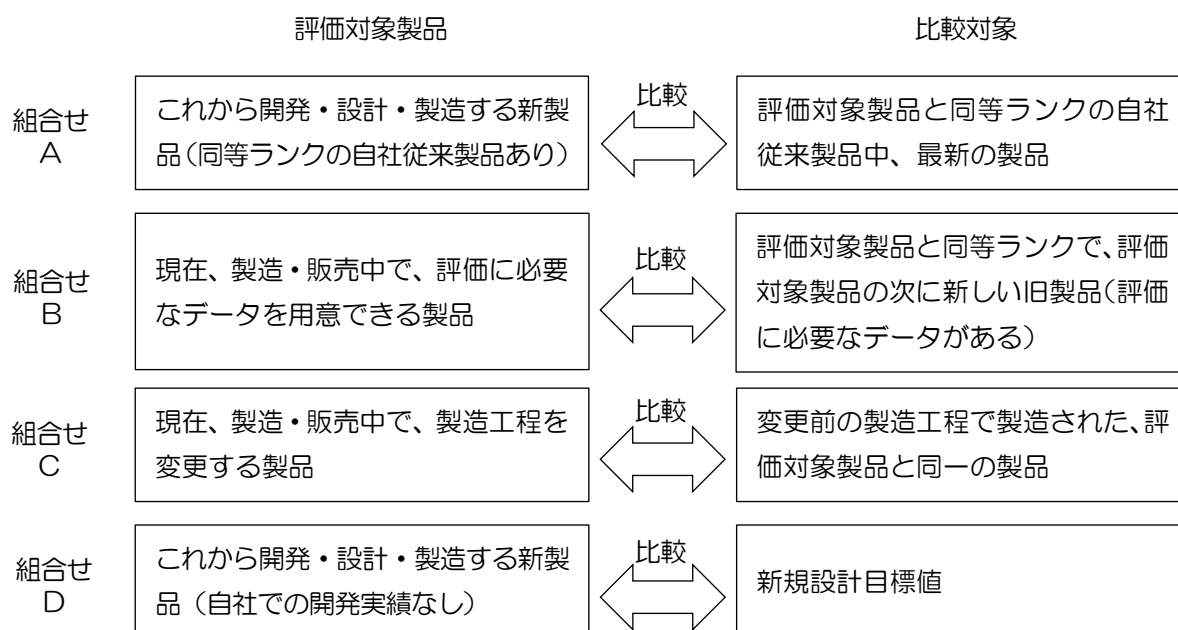 評価対象製品
比較対象
組合せ
A
これから開発・設計・製造する新製
品（同等ランクの自社従来製品あり）
比較
評価対象製品と同等ランクの自社
従来製品中、最新の製品
組合せ
B
現在、製造・販売中で、評価に必要
なデータを用意できる製品
比較
評価対象製品と同等ランクで、評価
対象製品の次に新しい旧製品（評価
に必要なデータがある）
組合せ
C
現在、製造・販売中で、製造工程を
変更する製品
比較
変更前の製造工程で製造された、評
価対象製品と同一の製品
組合せ
D
これから開発・設計・製造する新製
品（自社での開発実績なし）
比較
新規設計目標値